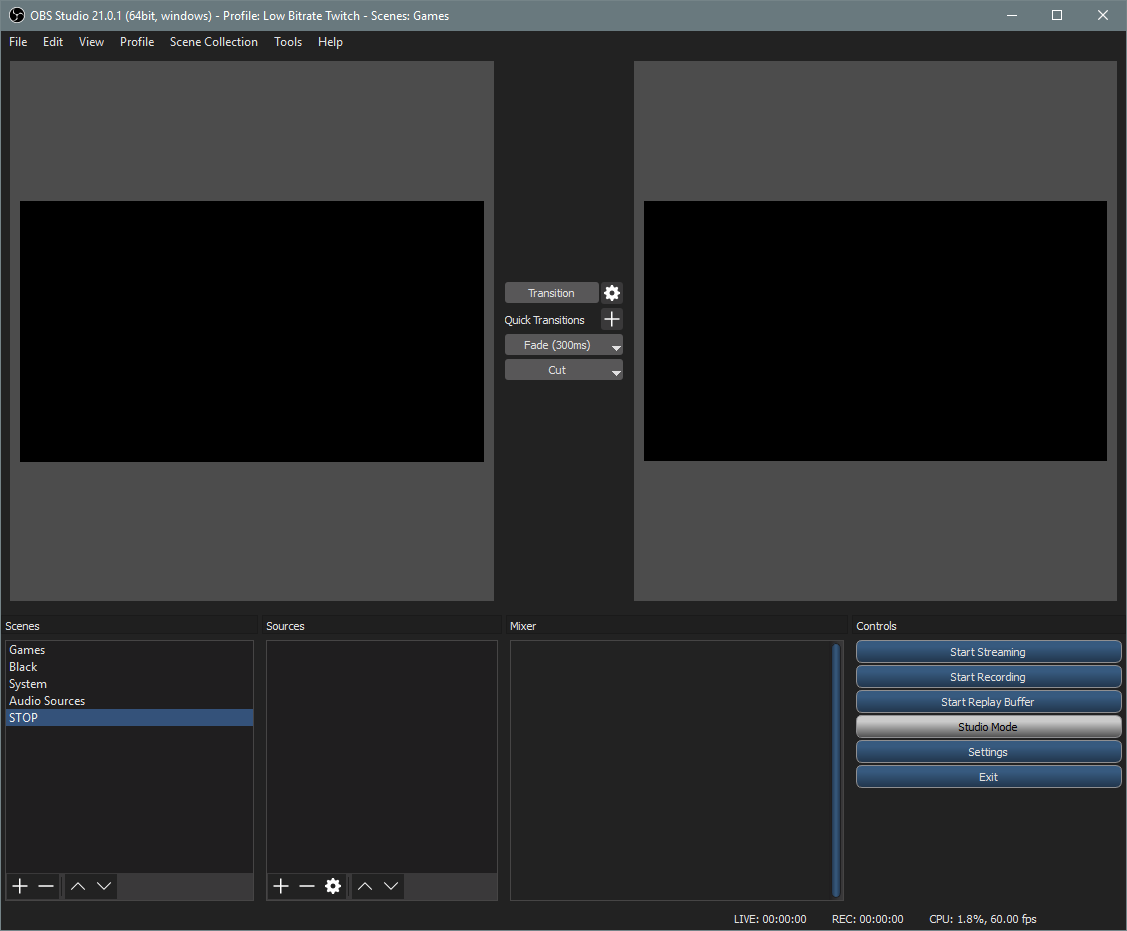 OBS Studio 21.0.1 (64bit, windows) - Profile: Low Bitrate Twitch - Scenes: Games
File Edit View Profile Scene Collection Tools Help
Transition
Quick Transitions
Fade (300ms)
Cut
Scenes
Games
Black
System
Audio Sources
STOP
Sources
Mixer
Controls
Start Streaming
Start Recording
Start Replay Buffer
Studio Mode
Settings
Exit
LIVE: 00:00:00 REC: 00:00:00 CPU: 1.8%, 60.00 fps